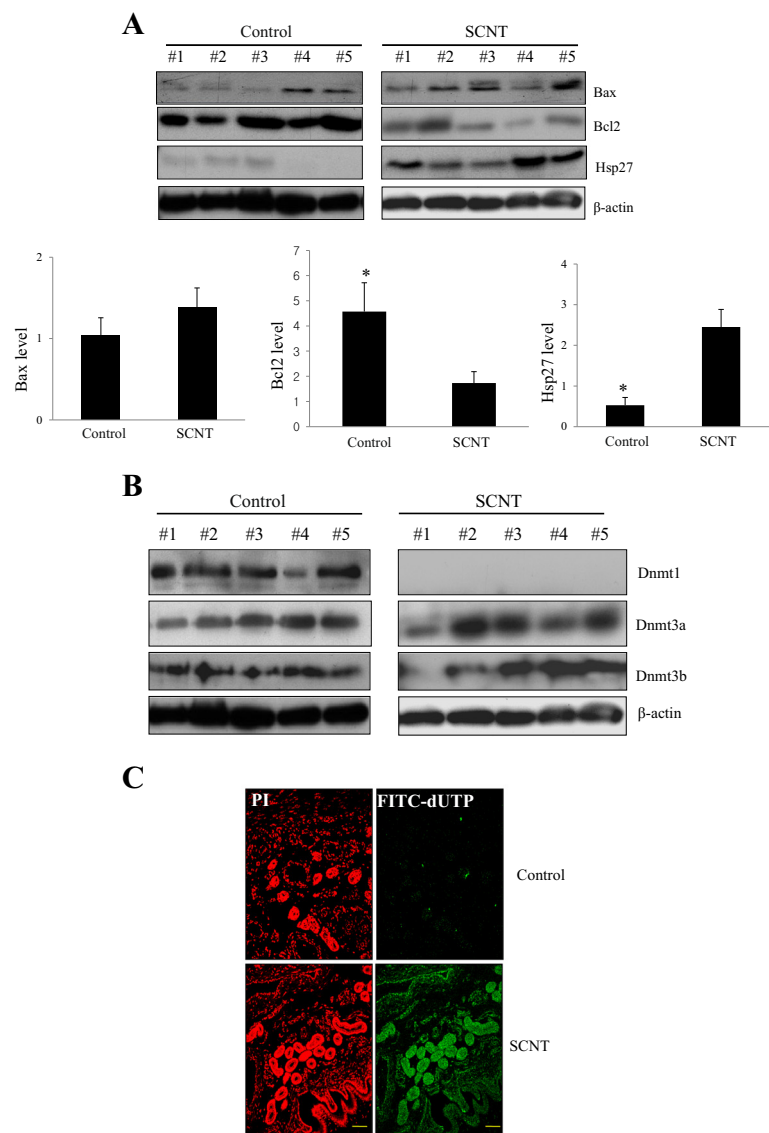 A
Control SCNT
#1 #2 #3 #4 #5 #1 #2 #3 #4 #5
Bax
Bcl2
Hsp27
β-actin
2
1
0
Bax level
Control SCNT
7
6
5
4
3
2
1
0
Bcl2 level
*
Control SCNT
4
3
2
1
0
Hsp27 level
*
Control SCNT
B
Control SCNT
#1 #2 #3 #4 #5 #1 #2 #3 #4 #5
Dnmt1
Dnmt3a
Dnmt3b
β-actin
C
PI FITC-dUTP
Control
SCNT